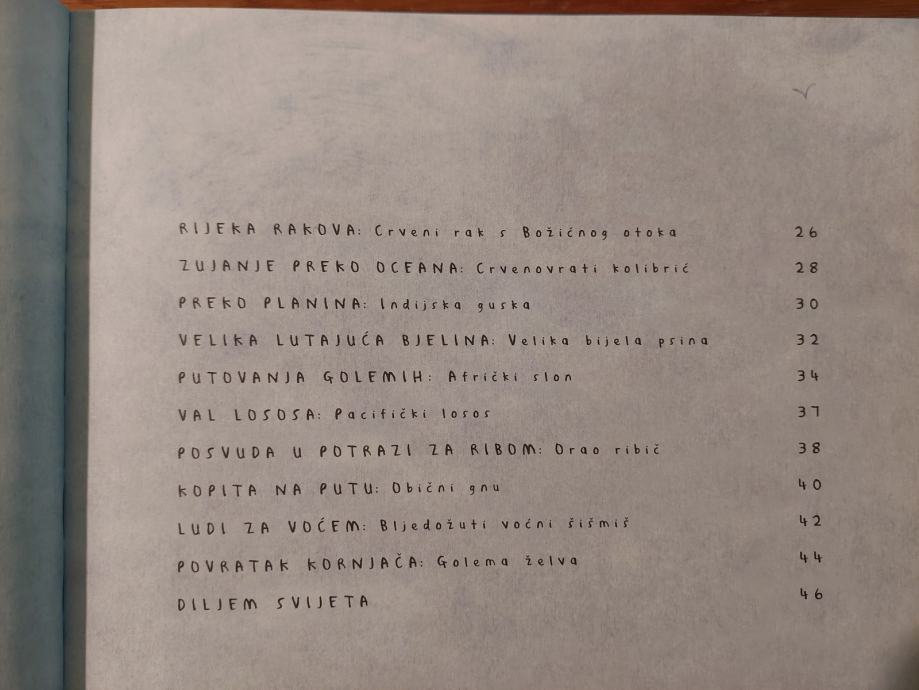 RIJEKA RAKOVA: Crveni rak s Božićnog otoka 26
ZUJANJE PREKO OCEANA: Crvenovrati kolibrić 28
PREKO PLANINA: Indijska guska 30
VELIKA LUTAJUĆA BJELINA: Velika bijela psina 32
PUTOVANJA GOLEMIH: Afrički slon 34
VAL LOSOSA: Pacifički losos 37
POSVUDA U POTRAZI ZA RIBOM: Orao ribič 38
KOPITA NA PUTU: Obični gnu 40
LUDI ZA VOĆEM: Bljedožuti voćni šišmiš 42
POVRATAK KORNJAČA: Golema želva 44
DILJEM SVIJETA 46